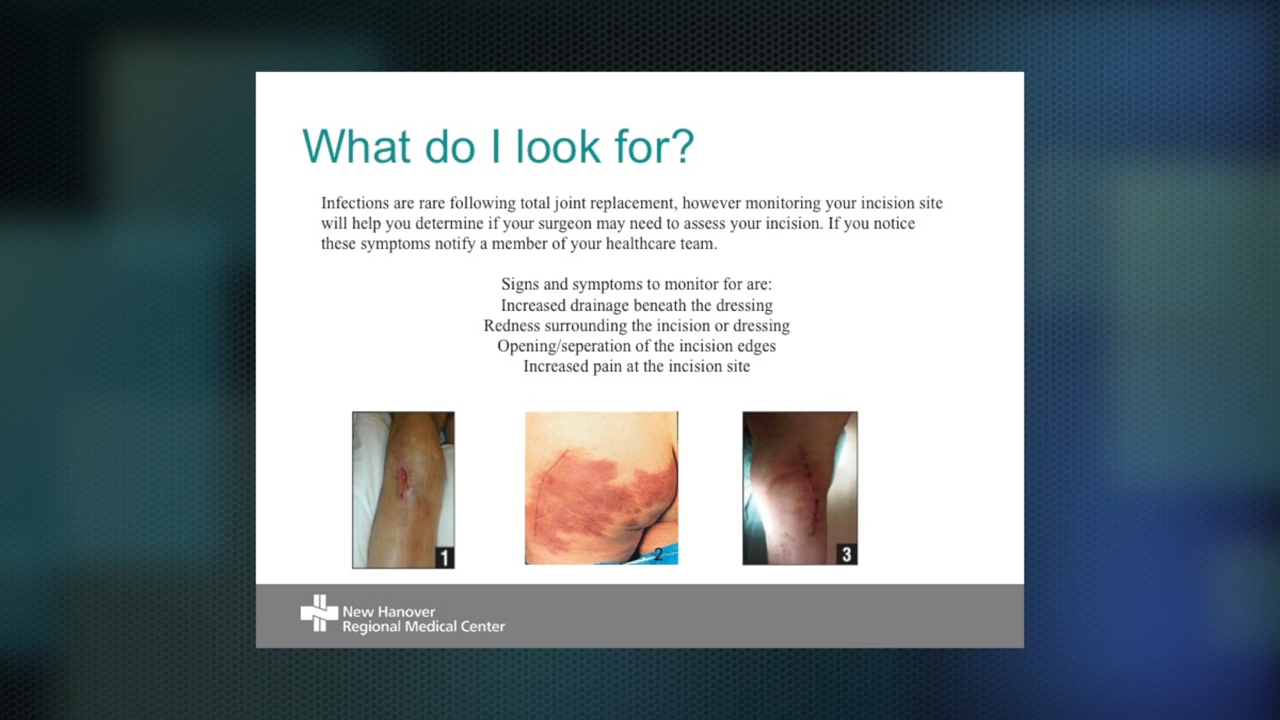 What do I look for?
Infections are rare following total joint replacement, however monitoring your incision site
will help you determine if your surgeon may need to assess your incision. If you notice
these symptoms notify a member of your healthcare team.
Signs and symptoms to monitor for are:
Increased drainage beneath the dressing
Redness surrounding the incision or dressing
Opening/seperation of the incision edges
Increased pain at the incision site
1
2
3
New Hanover
Regional Medical Center